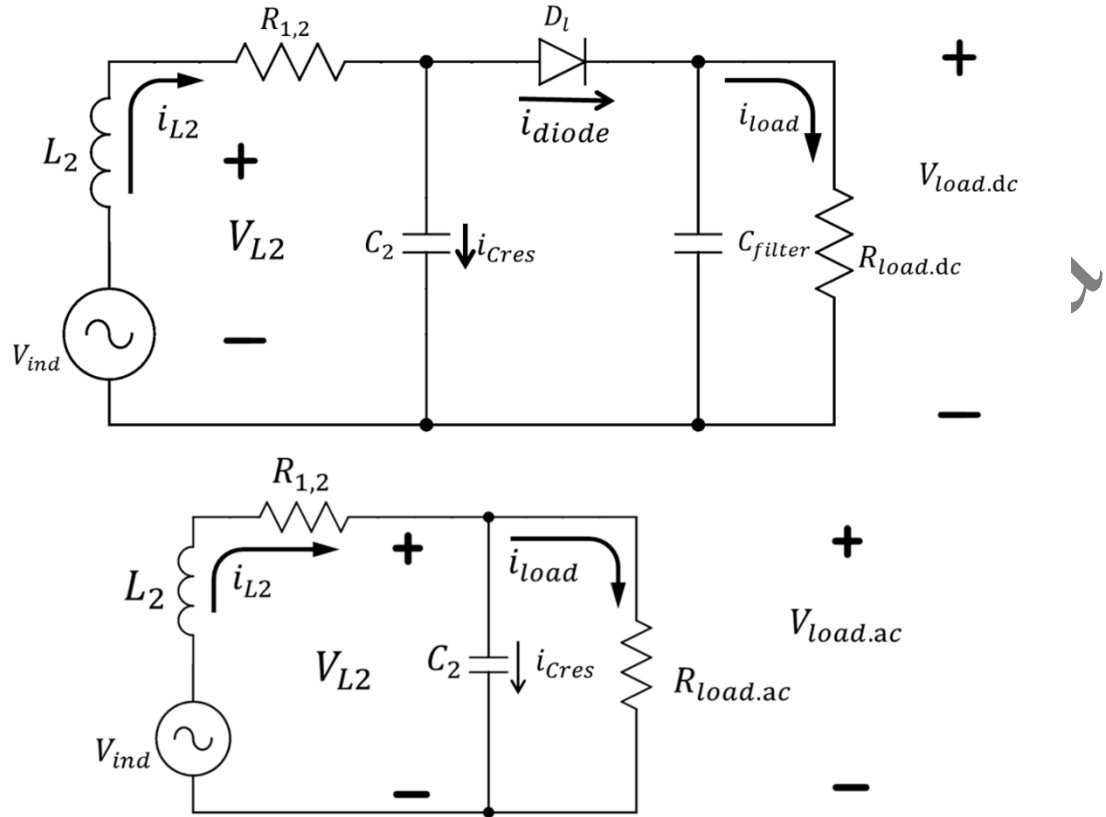 R1,2
Dl
+
iL2
idiode
iload
L2
+
Vload.dc
VL2
C2
iCres
Cfilter
Rload.dc
Vind
−
−
R1,2
+
+
L2
iL2
iload
Vload.ac
VL2
C2
iCres
Rload.ac
Vind
−
−